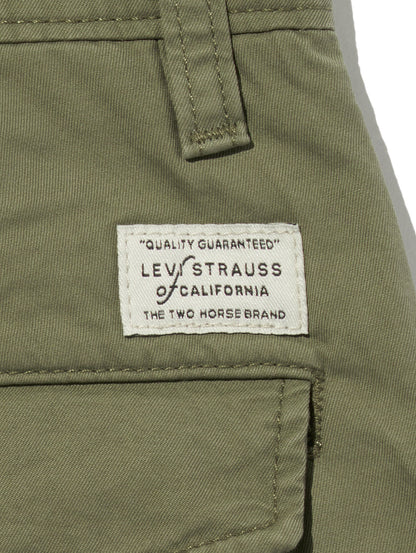 "QUALITY GUARANTEED"
LEVI STRAUSS
of CALIFORNIA
THE TWO HORSE BRAND